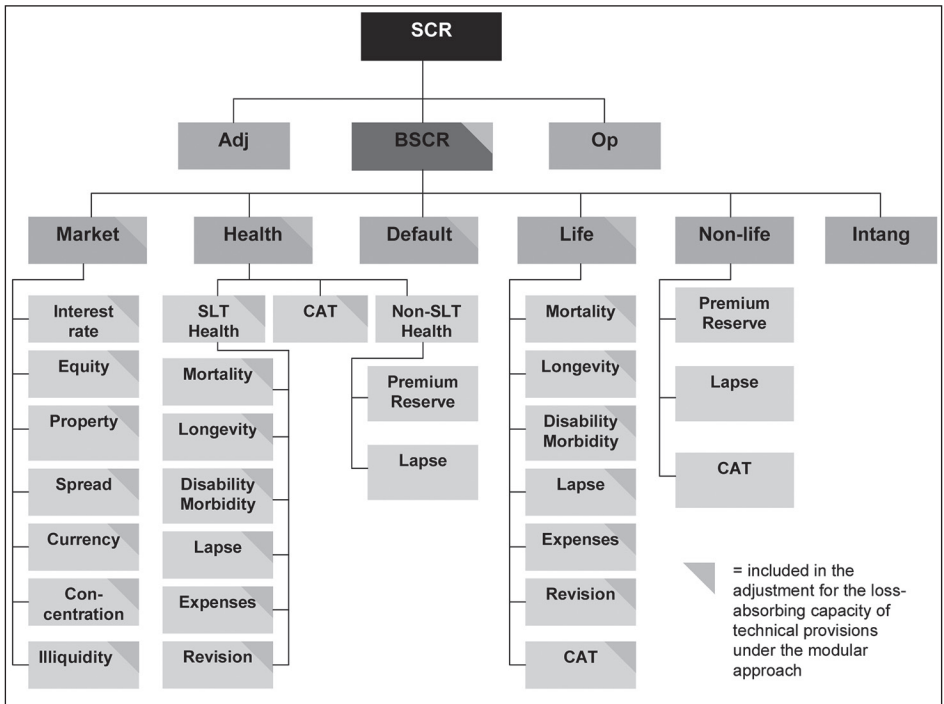 SCR
Adj
BSCR
Op
Market
Health
Default
Life
Non-life
Intang
Interest
rate
Equity
Property
Spread
Currency
Con-
centration
Illiquidity
SLT
Health
CAT
Non-SLT
Health
Mortality
Longevity
Disability
Morbidity
Lapse
Expenses
Revision
Premium
Reserve
Lapse
Mortality
Longevity
Disability
Morbidity
Lapse
Expenses
Revision
CAT
Premium
Reserve
Lapse
CAT
= included in the
adjustment for the loss-
absorbing capacity of
technical provisions
under the modular
approach